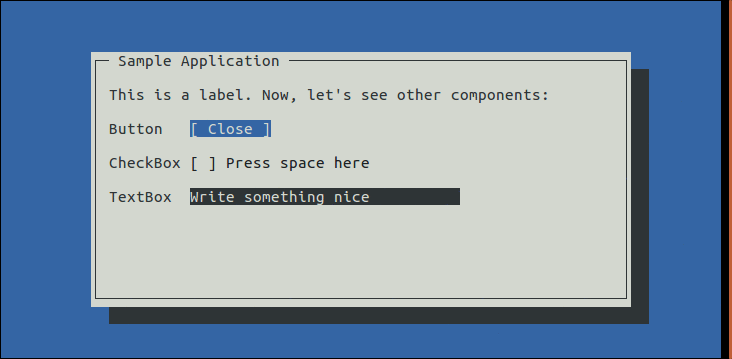 Sample Application
This is a label. Now, let's see other components:
Button [ Close ]
CheckBox [ ] Press space here
TextBox Write something nice